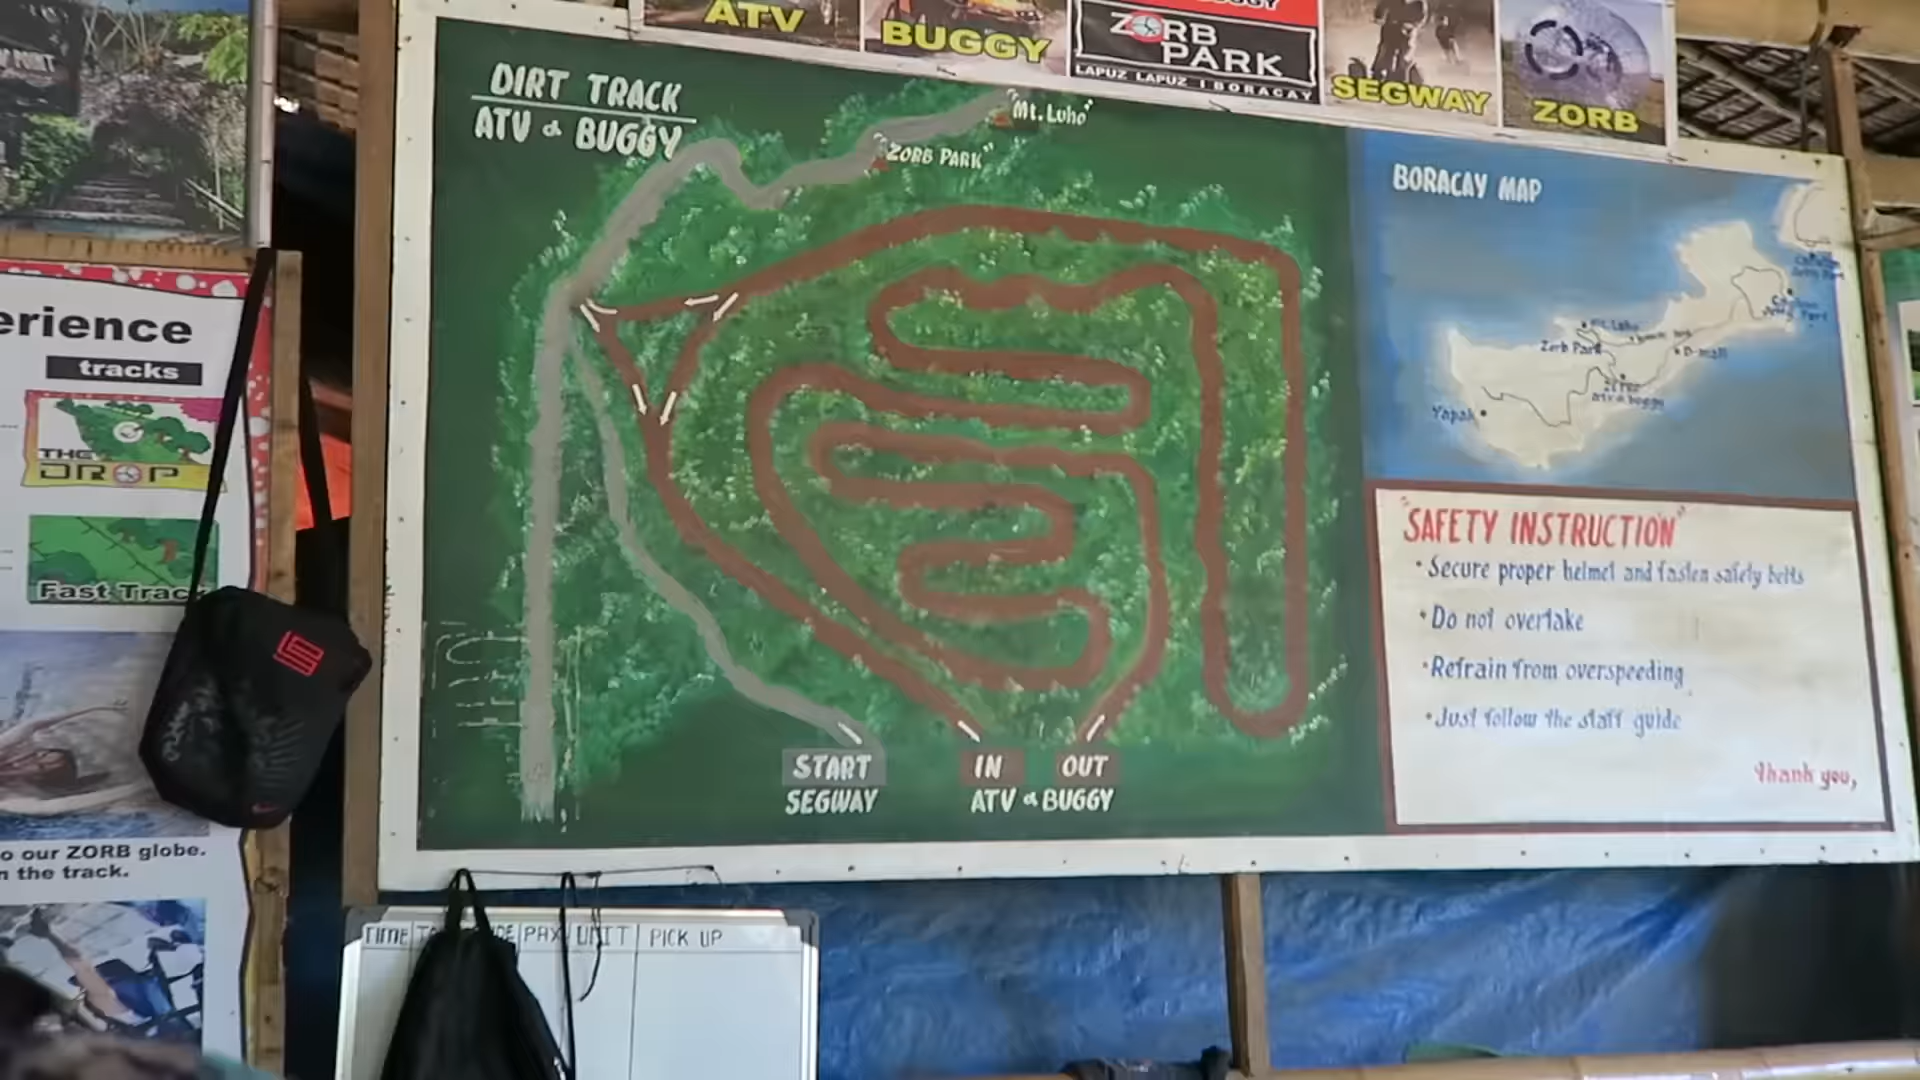 ATV
BUGGY
ZORB
PARK
LAPUZ LAPUZ | BORACAY
SEGWAY
ZORB
DIRT TRACK
ATV & BUGGY
"Mt. Luho"
"ZORB PARK"
START
SEGWAY
IN
OUT
ATV & BUGGY
BORACAY MAP
Mt. Luho
Zorb Park
D-mall
atv & buggy
Yapak
"SAFETY INSTRUCTION"
• Secure proper helmet and fasten safety belts
• Do not overtake
• Refrain from overspeeding
• Just follow the staff guide
Thank you,
erience
tracks
THE
DROP
Fast Track
o our ZORB globe.
n the track.
TIME
PAX
UNIT
PICK UP